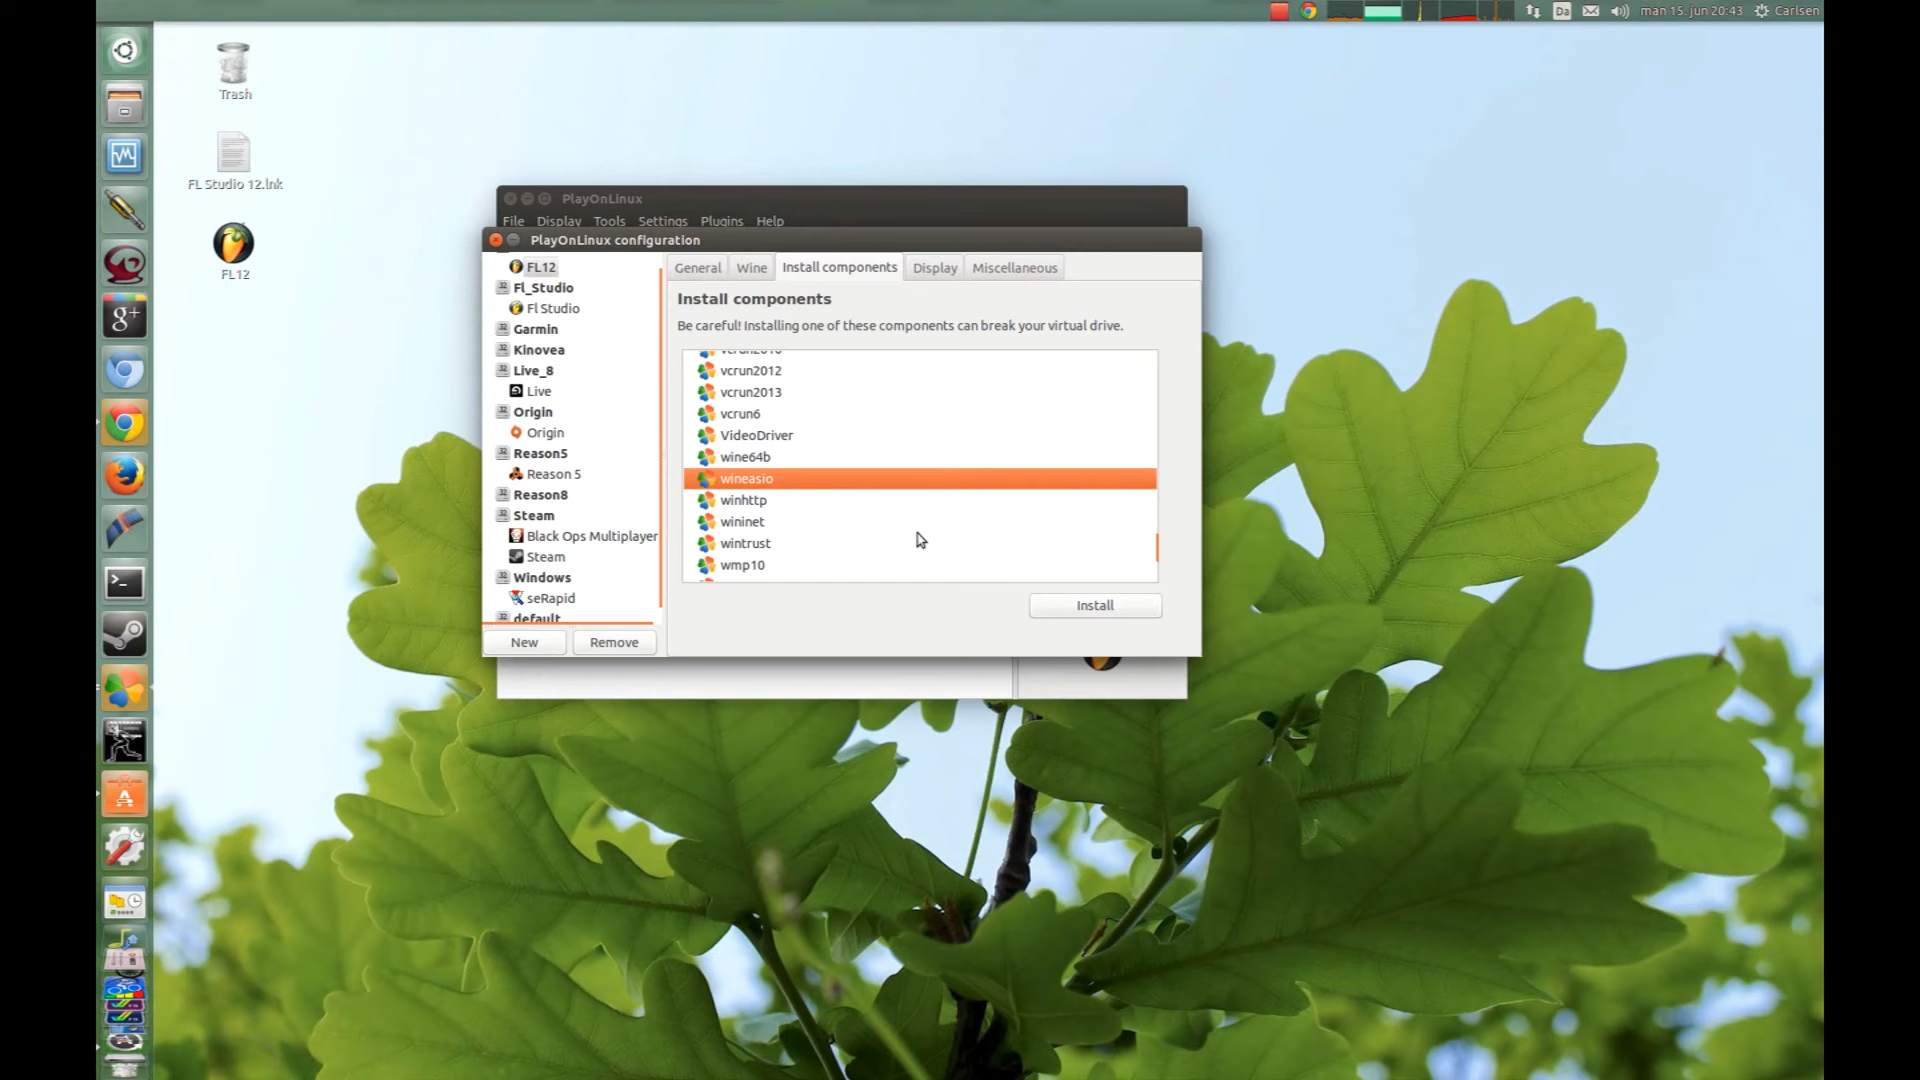 Da
man 15. jun 20:43
Carlsen
Trash
FL Studio 12.lnk
FL12
PlayOnLinux
File Display Tools Settings Plugins Help
PlayOnLinux configuration
FL12
Fl_Studio
Fl Studio
Garmin
Kinovea
Live_8
Live
Origin
Origin
Reason5
Reason 5
Reason8
Steam
Black Ops Multiplayer
Steam
Windows
seRapid
default
New
Remove
General Wine Install components Display Miscellaneous
Install components
Be careful! Installing one of these components can break your virtual drive.
vcrun2012
vcrun2013
vcrun6
VideoDriver
wine64b
wineasio
winhttp
wininet
wintrust
wmp10
Install